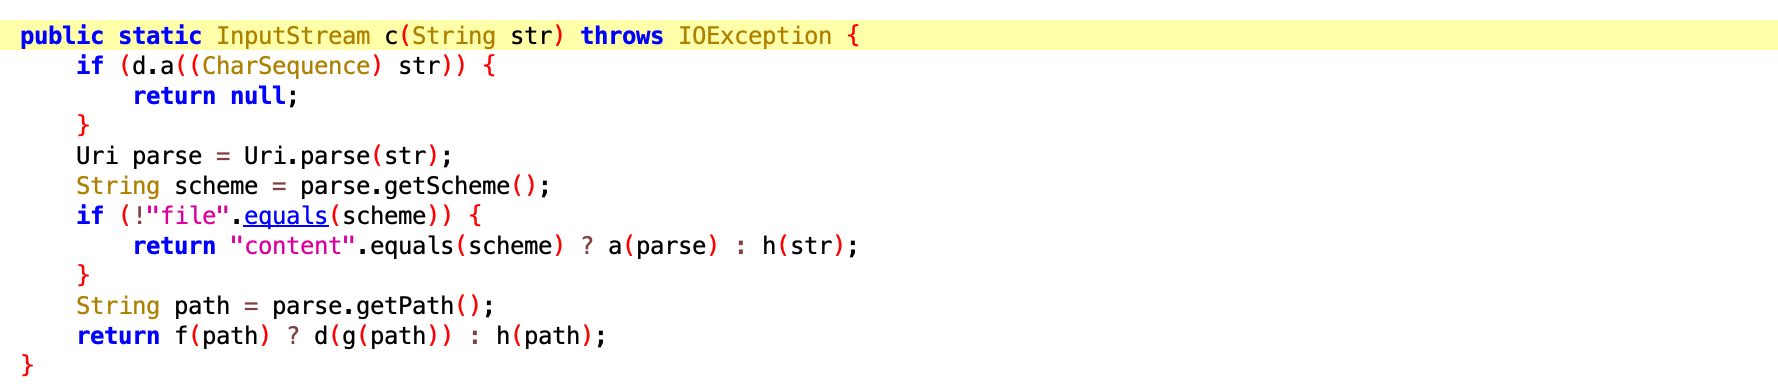 public static InputStream c(String str) throws IOException {
    if (d.a((CharSequence) str)) {
        return null;
    }
    Uri parse = Uri.parse(str);
    String scheme = parse.getScheme();
    if (!"file".equals(scheme)) {
        return "content".equals(scheme) ? a(parse) : h(str);
    }
    String path = parse.getPath();
    return f(path) ? d(g(path)) : h(path);
}